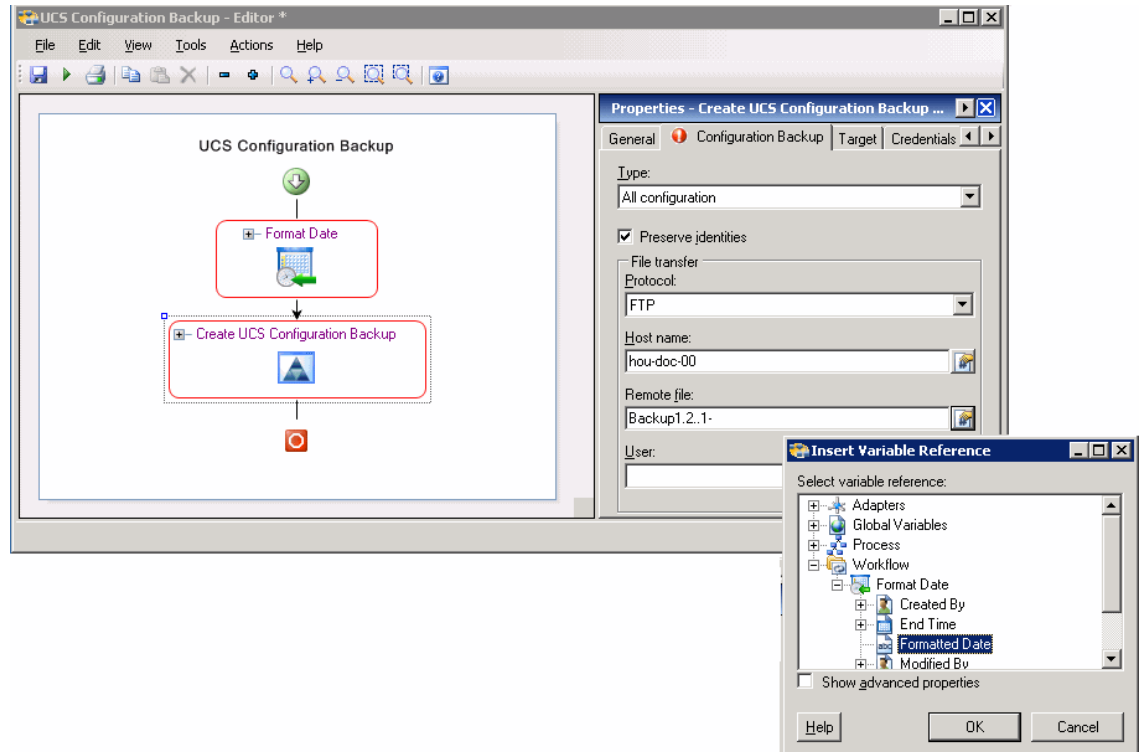 UCS Configuration Backup - Editor *
File Edit View Tools Actions Help
UCS Configuration Backup
Format Date
Create UCS Configuration Backup
Properties - Create UCS Configuration Backup ...
General Configuration Backup Target Credentials
Type:
All configuration
Preserve identities
File transfer
Protocol:
FTP
Host name:
hou-doc-00
Remote file:
Backup1.2..1-
User:
Insert Variable Reference
Select variable reference:
Adapters
Global Variables
Process
Workflow
Format Date
Created By
End Time
abc Formatted Date
Modified By
Show advanced properties
Help OK Cancel